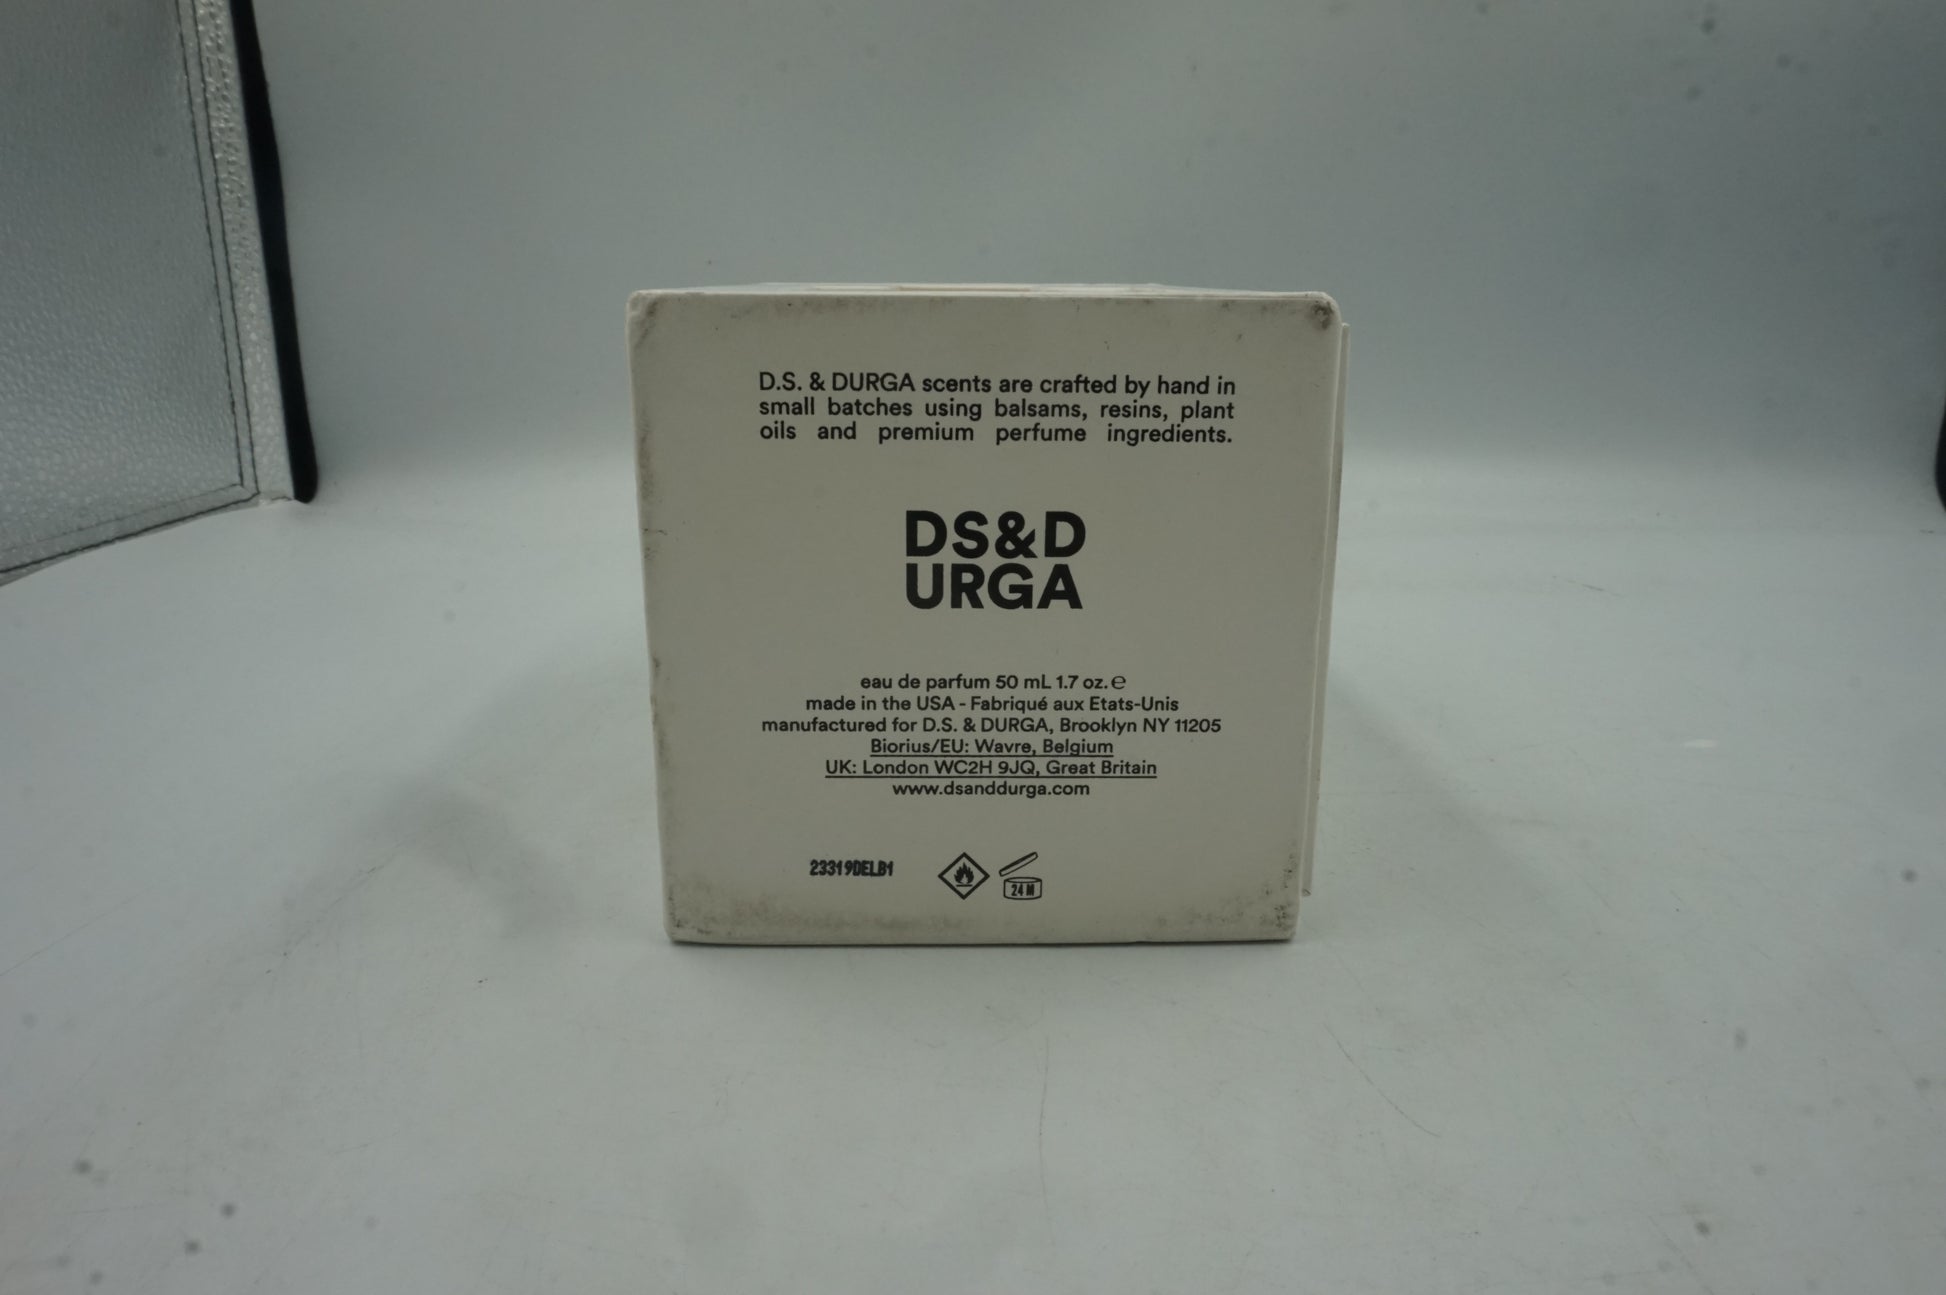 D.S. & DURGA scents are crafted by hand in
small batches using balsams, resins, plant
oils and premium perfume ingredients.
DS&D
URGA
eau de parfum 50 mL 1.7 oz. ℮
made in the USA - Fabriqué aux Etats-Unis
manufactured for D.S. & DURGA, Brooklyn NY 11205
Biorius/EU: Wavre, Belgium
UK: London WC2H 9JQ, Great Britain
www.dsanddurga.com
23319DELB1
24 M